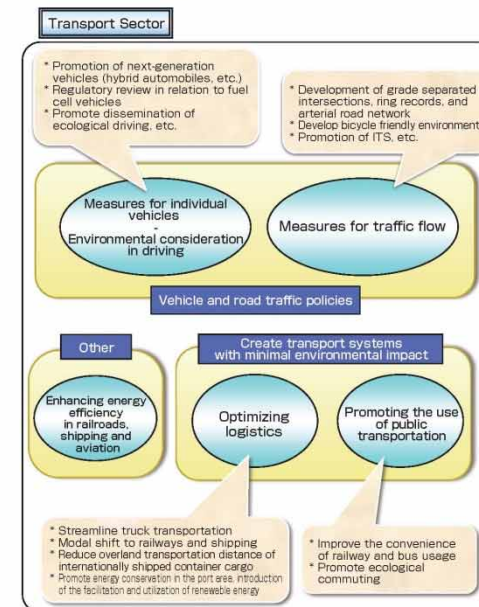 Transport Sector
* Promotion of next-generation
vehicles (hybrid automobiles, etc.)
* Regulatory review in relation to fuel
cell vehicles
* Promote dissemination of
ecological driving, etc.
* Development of grade separated
intersections, ring records, and
arterial road network
* Develop bicycle friendly environment
* Promotion of ITS, etc.
Measures for individual
vehicles
-
Environmental consideration
in driving
Measures for traffic flow
Vehicle and road traffic policies
Other
Create transport systems
with minimal environmental impact
Enhancing energy
efficiency
in railroads,
shipping and
aviation
Optimizing
logistics
Promoting the use
of public
transportation
* Streamline truck transportation
* Modal shift to railways and shipping
* Reduce overland transportation distance of
internationally shipped container cargo
* Promote energy conservation in the port area, introduction
of the facilitation and utilization of renewable energy
* Improve the convenience
of railway and bus usage
* Promote ecological
commuting